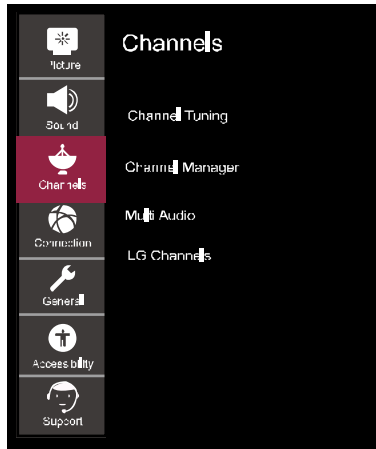 Channels
Picture
Sound
Channels
Connection
General
Accessibility
Support
Channel Tuning
Channel Manager
Multi Audio
LG Channels